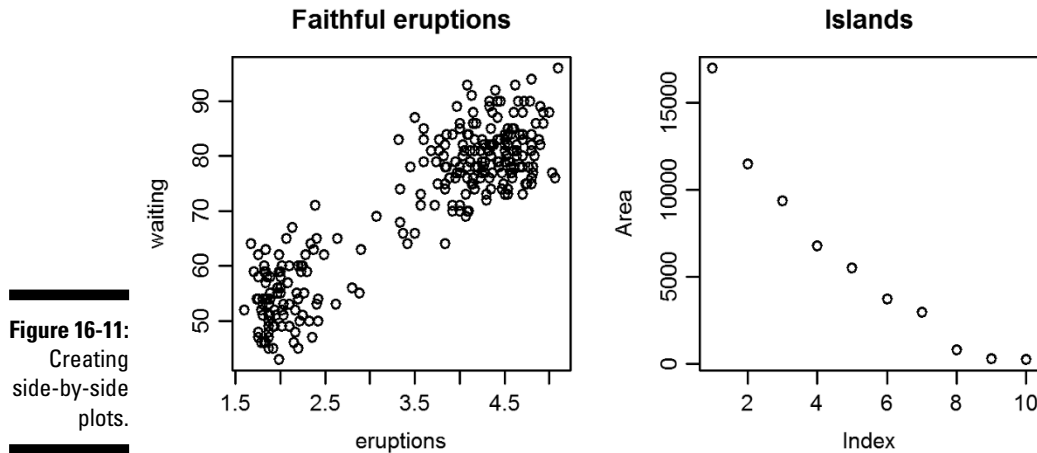 Faithful eruptions
90
80
70
60
50
waiting
1.5 2.5 3.5 4.5
eruptions
Islands
15000
10000
5000
0
Area
2 4 6 8 10
Index
Figure 16-11:
Creating
side-by-side
plots.